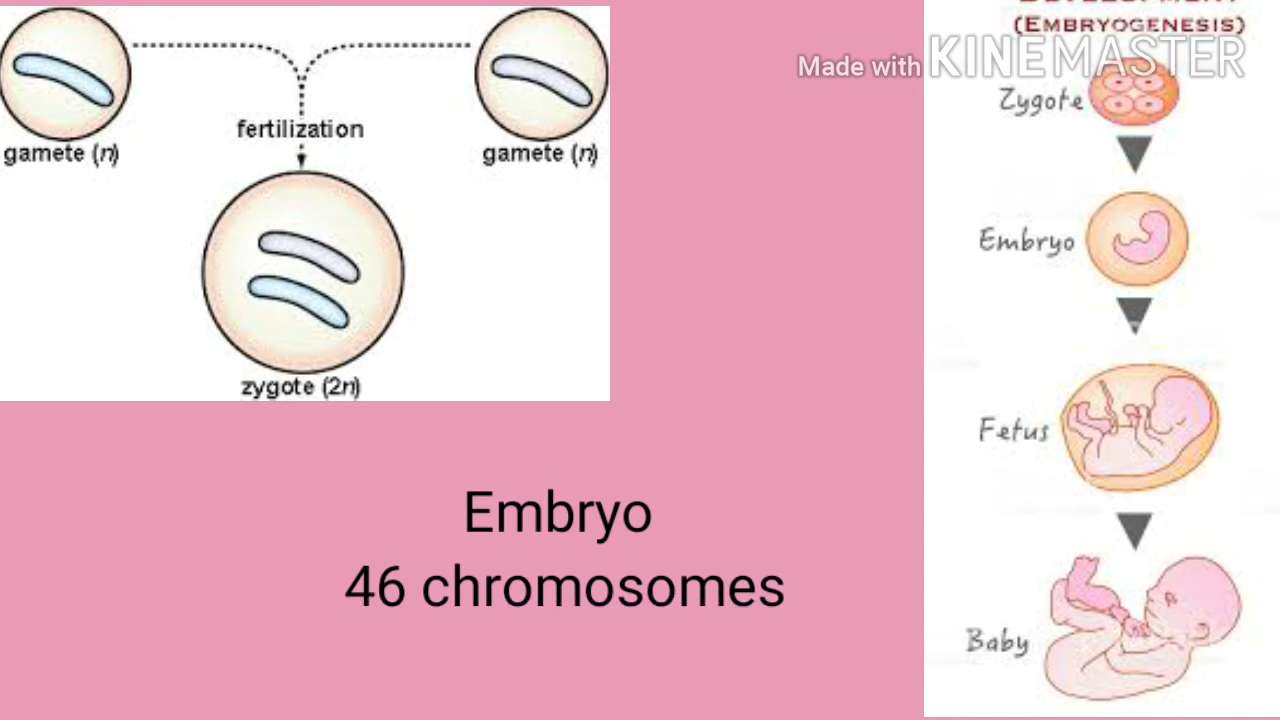 fertilization
gamete (n)
gamete (n)
zygote (2n)
Embryo
46 chromosomes
(EMBRYOGENESIS)
Made with KINEMASTER
Zygote
Embryo
Fetus
Baby